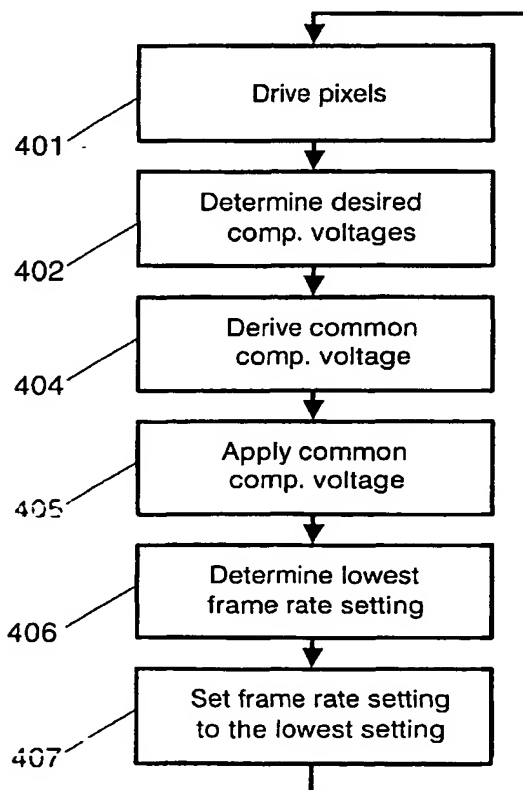 Drive pixels
401
Determine desired
comp. voltages
402
Derive common
comp. voltage
404
Apply common
comp. voltage
405
Determine lowest
frame rate setting
406
Set frame rate setting
to the lowest setting
407